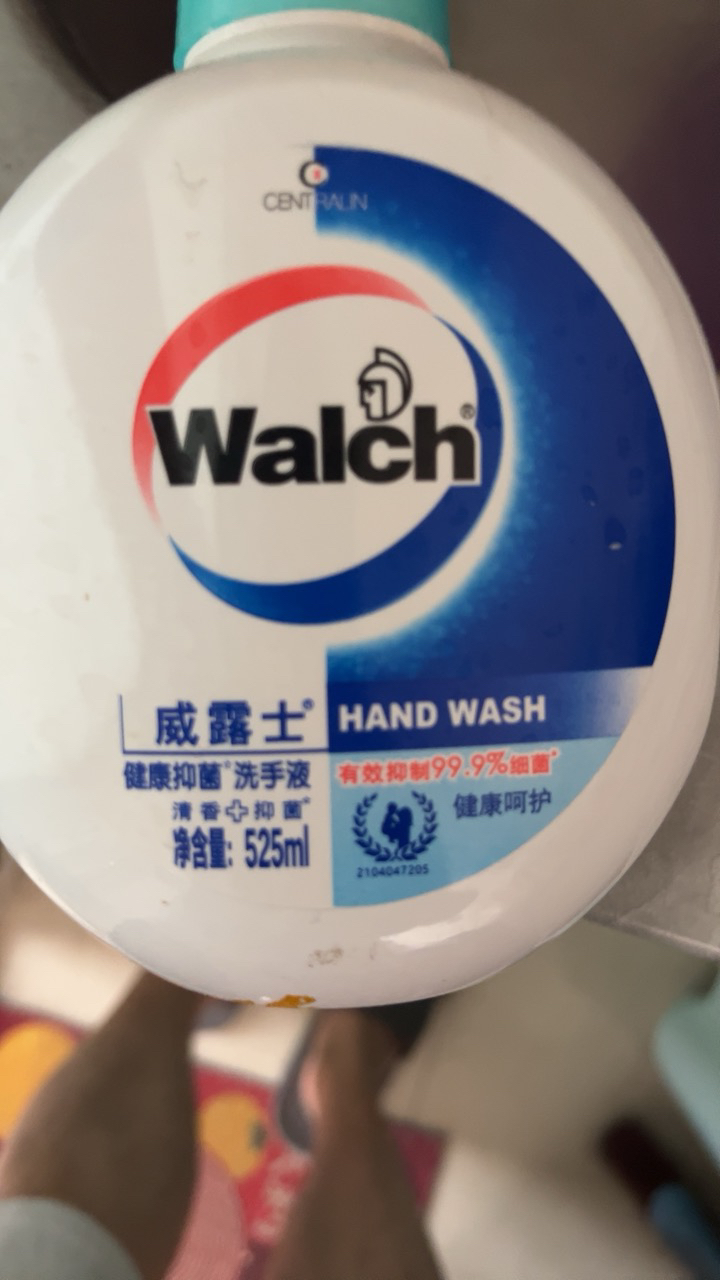 CENTRALIN
Walch®
威露士®
HAND WASH
健康抑菌*洗手液
有效抑制99.9%细菌*
清香+抑菌*
健康呵护
净含量: 525ml
2104047205